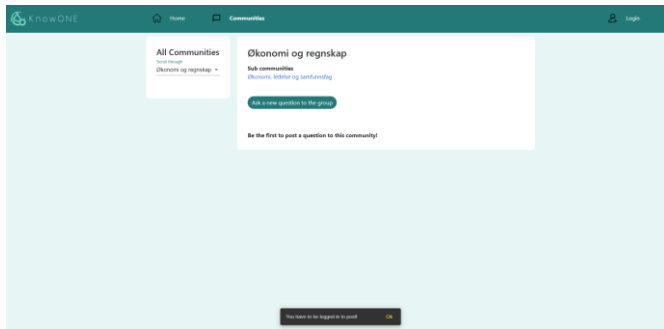 KnowONE
Home
Communities
Login
All Communities
Scroll through
Økonomi og regnskap
Økonomi og regnskap
Sub communities
Økonomi, ledelse og samfunnsfag
Ask a new question to the group
Be the first to post a question to this community!
You have to be logged in to post!
Ok